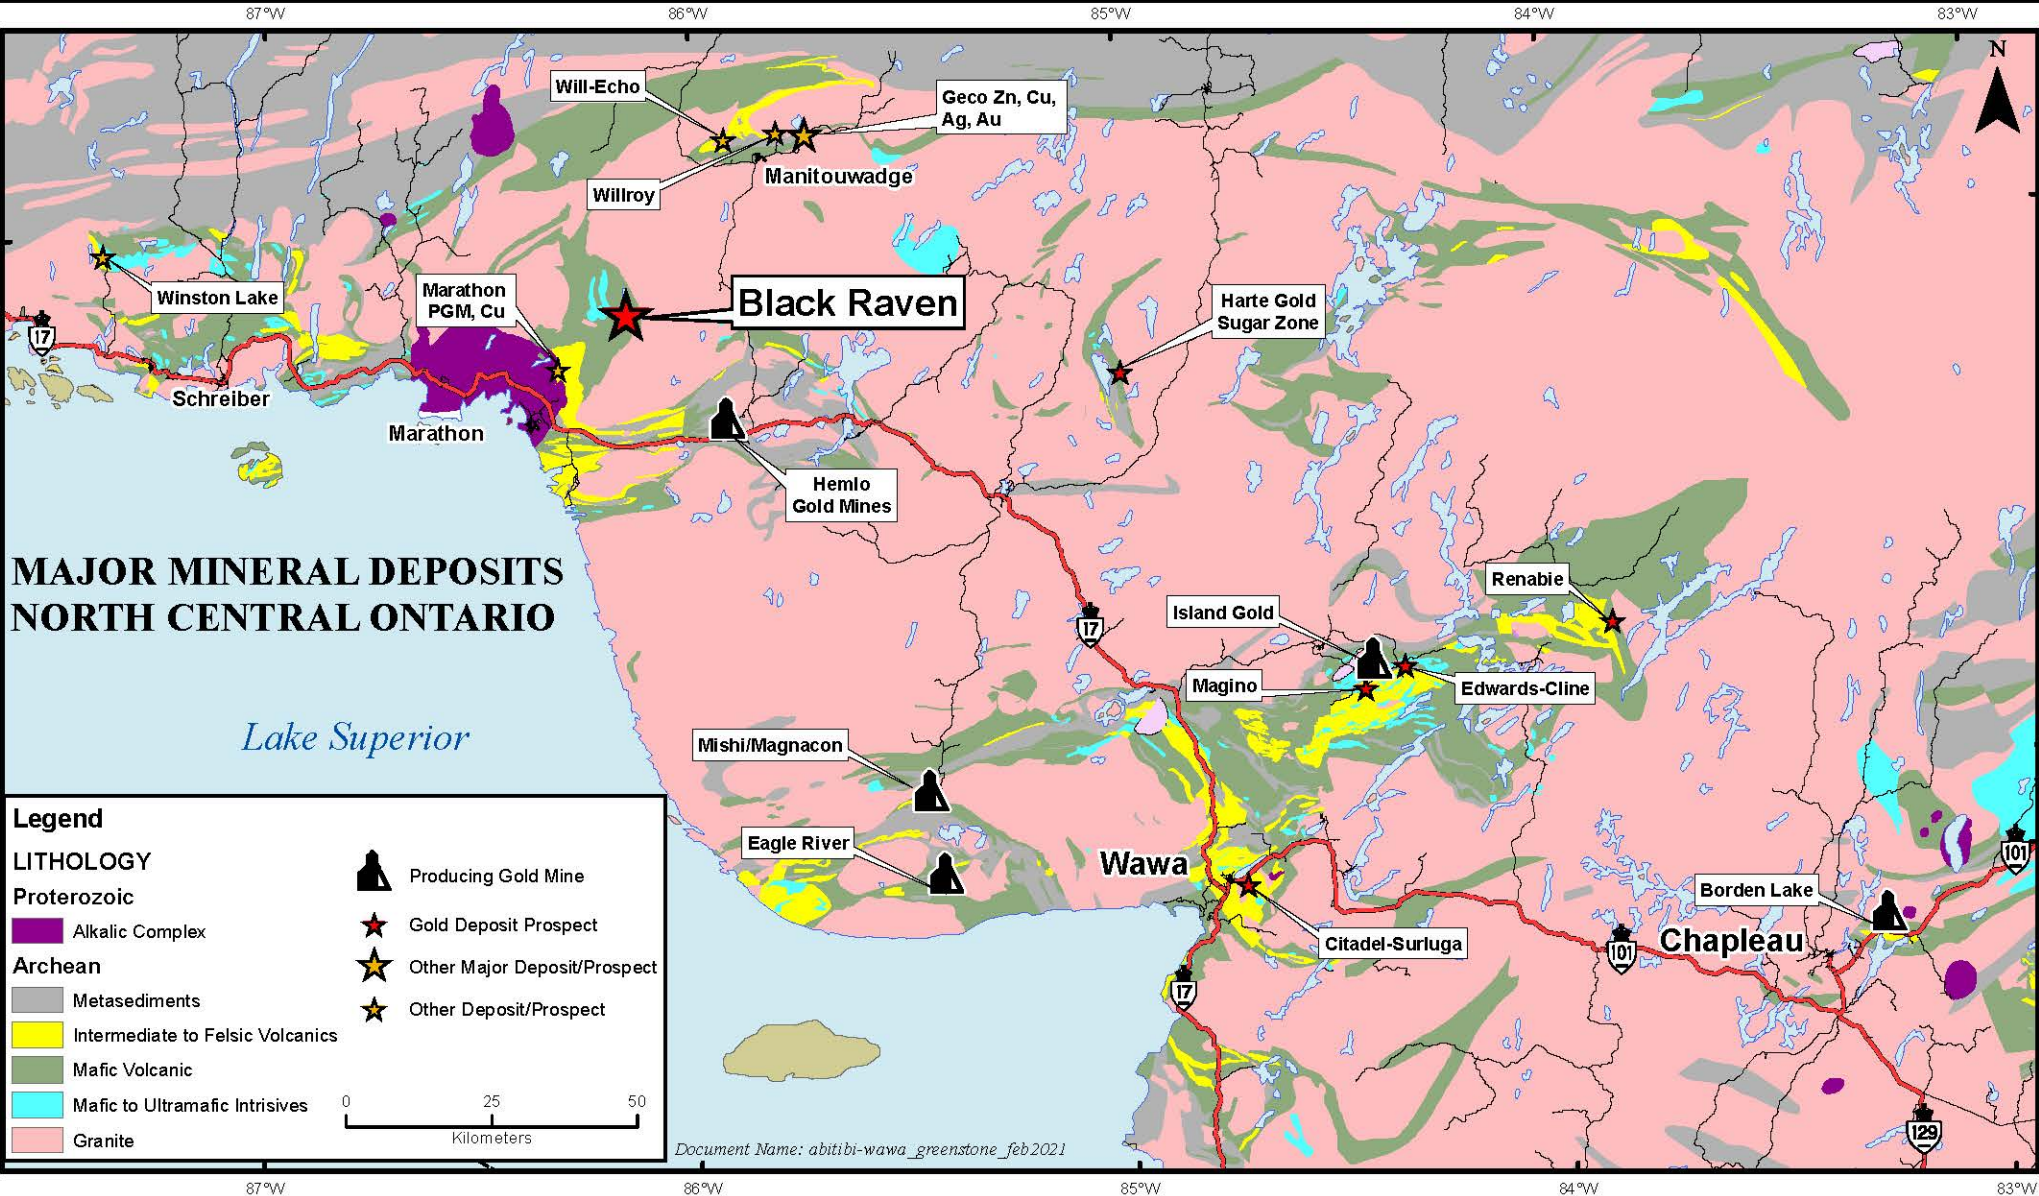 87°W
86°W
85°W
84°W
83°W
N
Will-Echo
Geco Zn, Cu,
Ag, Au
Willroy
Manitouwadge
Winston Lake
Marathon
PGM, Cu
Black Raven
Harte Gold
Sugar Zone
17
Schreiber
Marathon
Hemlo
Gold Mines
MAJOR MINERAL DEPOSITS
NORTH CENTRAL ONTARIO
Renabie
Island Gold
17
Magino
Edwards-Cline
Lake Superior
Mishi/Magnacon
Eagle River
Wawa
101
Borden Lake
Citadel-Surluga
101
Chapleau
17
129
Legend
LITHOLOGY
Proterozoic
Alkalic Complex
Archean
Metasediments
Intermediate to Felsic Volcanics
Mafic Volcanic
Mafic to Ultramafic Intrisives
Granite
Producing Gold Mine
Gold Deposit Prospect
Other Major Deposit/Prospect
Other Deposit/Prospect
0 25 50
Kilometers
Document Name: abitibi-wawa_greenstone_feb2021
87°W
86°W
85°W
84°W
83°W